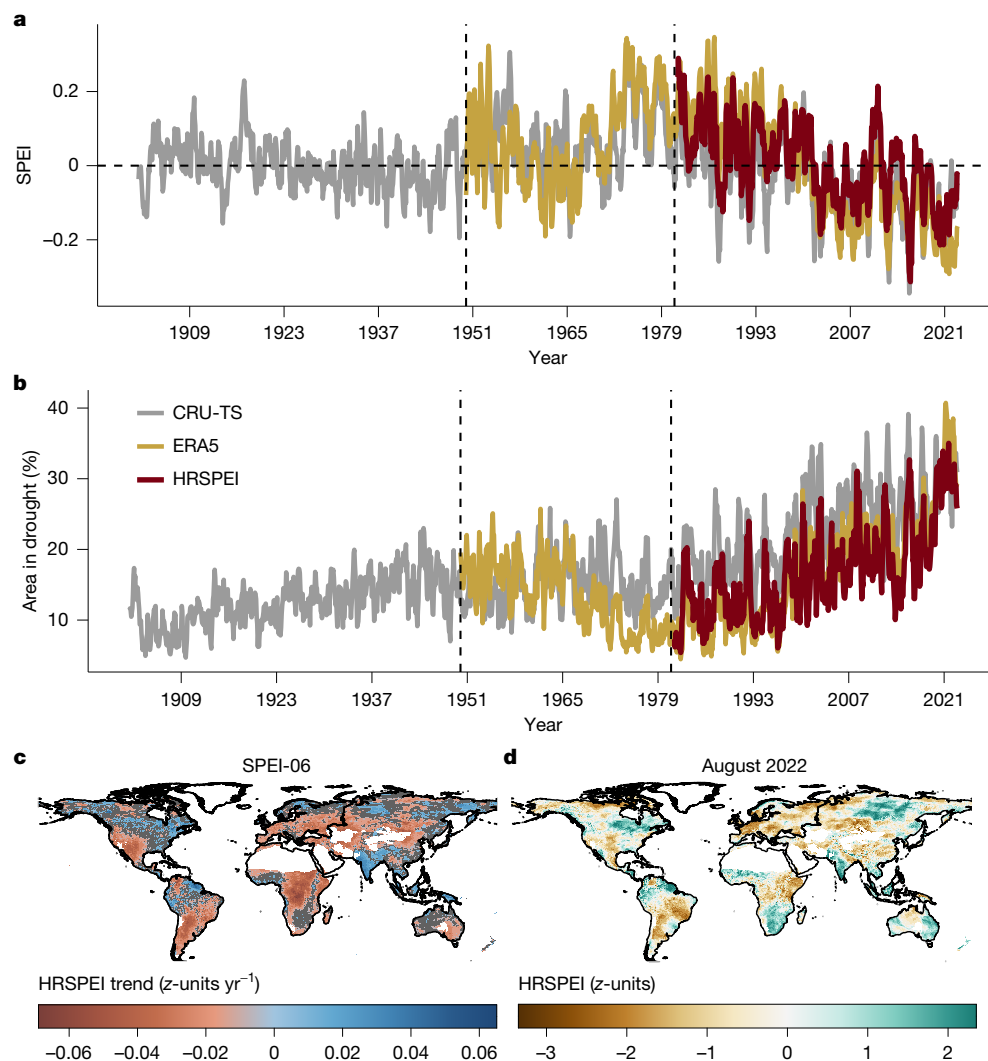 a
0.2
0
−0.2
SPEI
1909 1923 1937 1951 1965 1979 1993 2007 2021
Year
b
40
30
20
10
Area in drought (%)
CRU-TS
ERA5
HRSPEI
1909 1923 1937 1951 1965 1979 1993 2007 2021
Year
c
SPEI-06
HRSPEI trend (z-units yr⁻¹)
−0.06 −0.04 −0.02 0 0.02 0.04 0.06
d
August 2022
HRSPEI (z-units)
−3 −2 −1 0 1 2